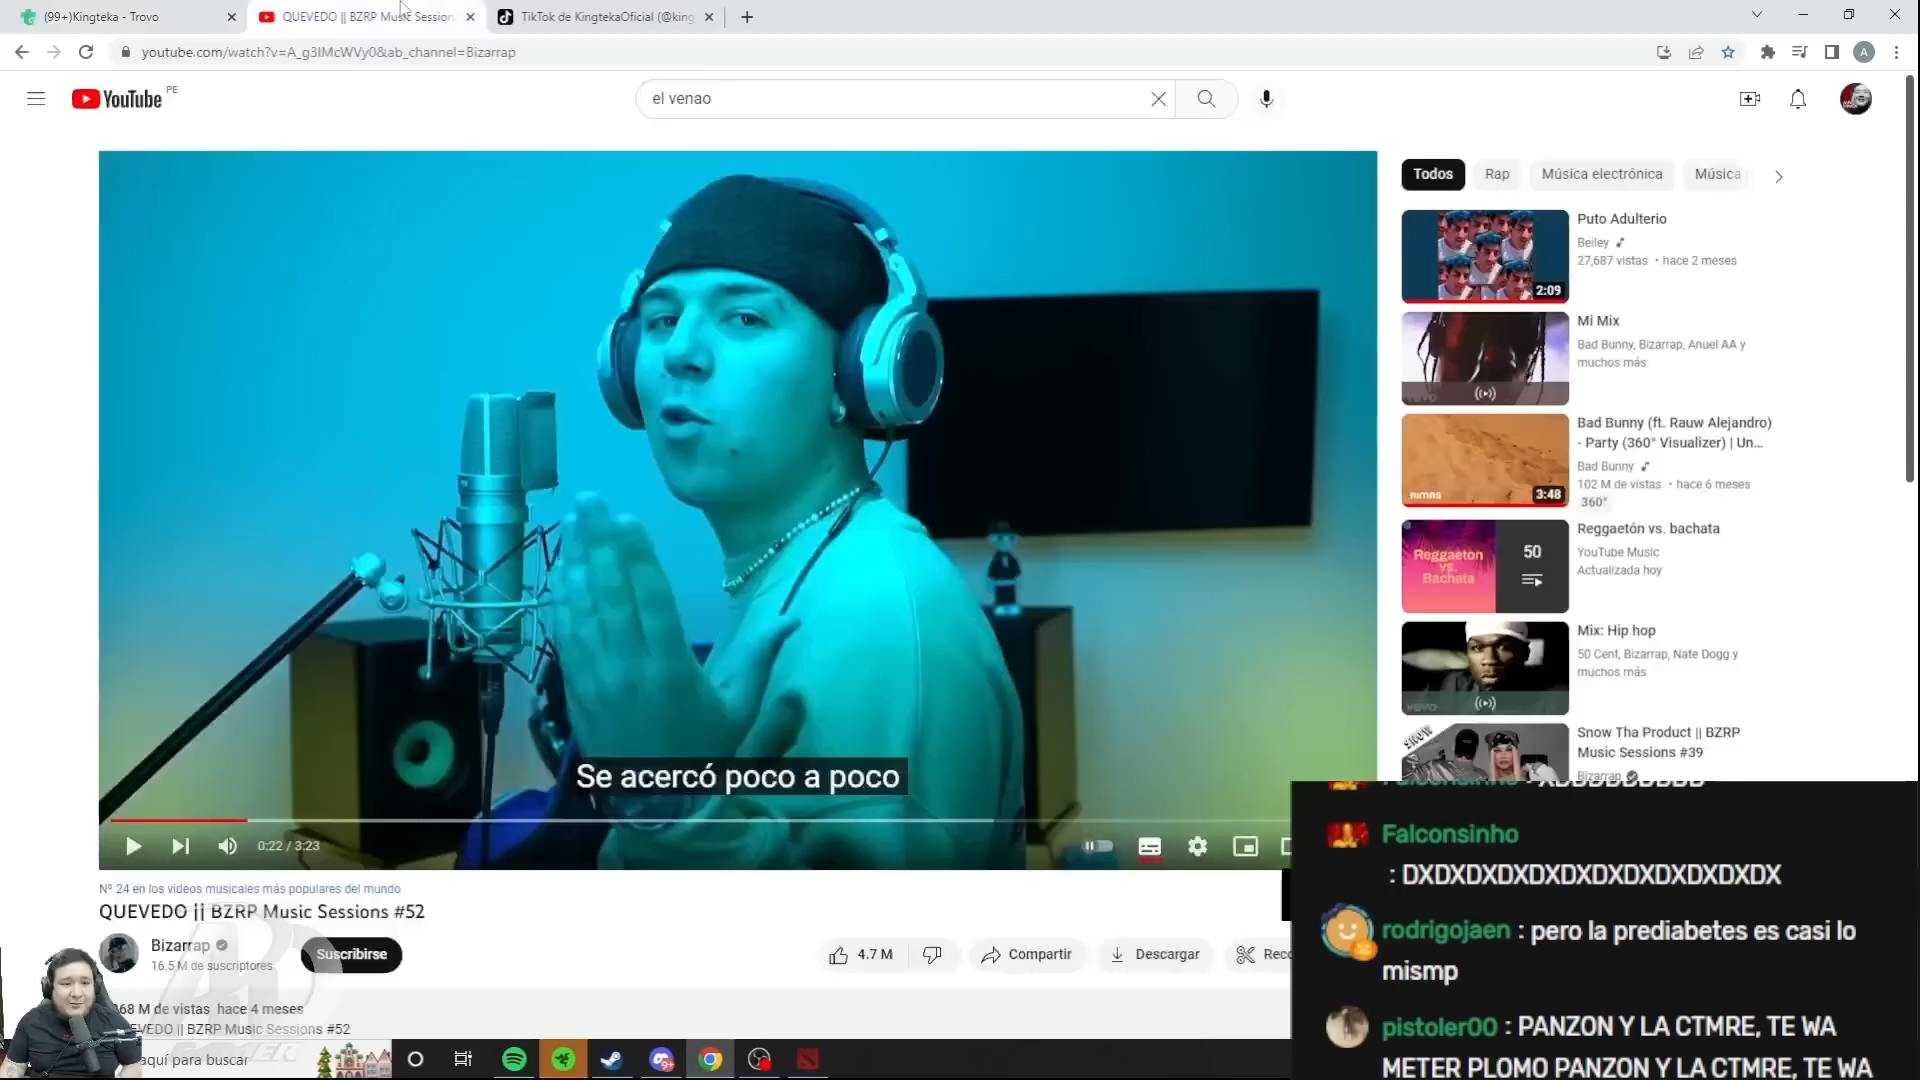 (99+)Kingteka - Trovo
QUEVEDO || BZRP Music Session
TikTok de KingtekaOficial (@king
youtube.com/watch?v=A_g3lMcWVy0&ab_channel=Bizarrap
A
YouTube PE
el venao
Todos
Rap
Música electrónica
Música
Puto Adulterio
Beiley
27,687 vistas • hace 2 meses
2:09
Mi Mix
Bad Bunny, Bizarrap, Anuel AA y
muchos más
Bad Bunny (ft. Rauw Alejandro)
- Party (360° Visualizer) | Un...
Bad Bunny
102 M de vistas • hace 6 meses
360°
RIMAS
3:48
Reggaetón vs. bachata
YouTube Music
Actualizada hoy
Reggaeton
vs.
Bachata
50
Mix: Hip hop
50 Cent, Bizarrap, Nate Dogg y
muchos más
vevo
Snow Tha Product || BZRP
Music Sessions #39
Bizarrap
SNOW
Se acercó poco a poco
0:22 / 3:23
Nº 24 en los videos musicales más populares del mundo
QUEVEDO || BZRP Music Sessions #52
Bizarrap
16.5 M de suscriptores
Suscribirse
4.7 M
Compartir
Descargar
Reco
68 M de vistas hace 4 meses
EVEDO || BZRP Music Sessions #52
aquí para buscar
9+
Falconsinho
: DXDXDXDXDXDXDXDXDXDXDXDX
rodrigojaen : pero la prediabetes es casi lo
mismp
pistoler00 : PANZON Y LA CTMRE, TE WA
METER PLOMO PANZON Y LA CTMRE, TE WA